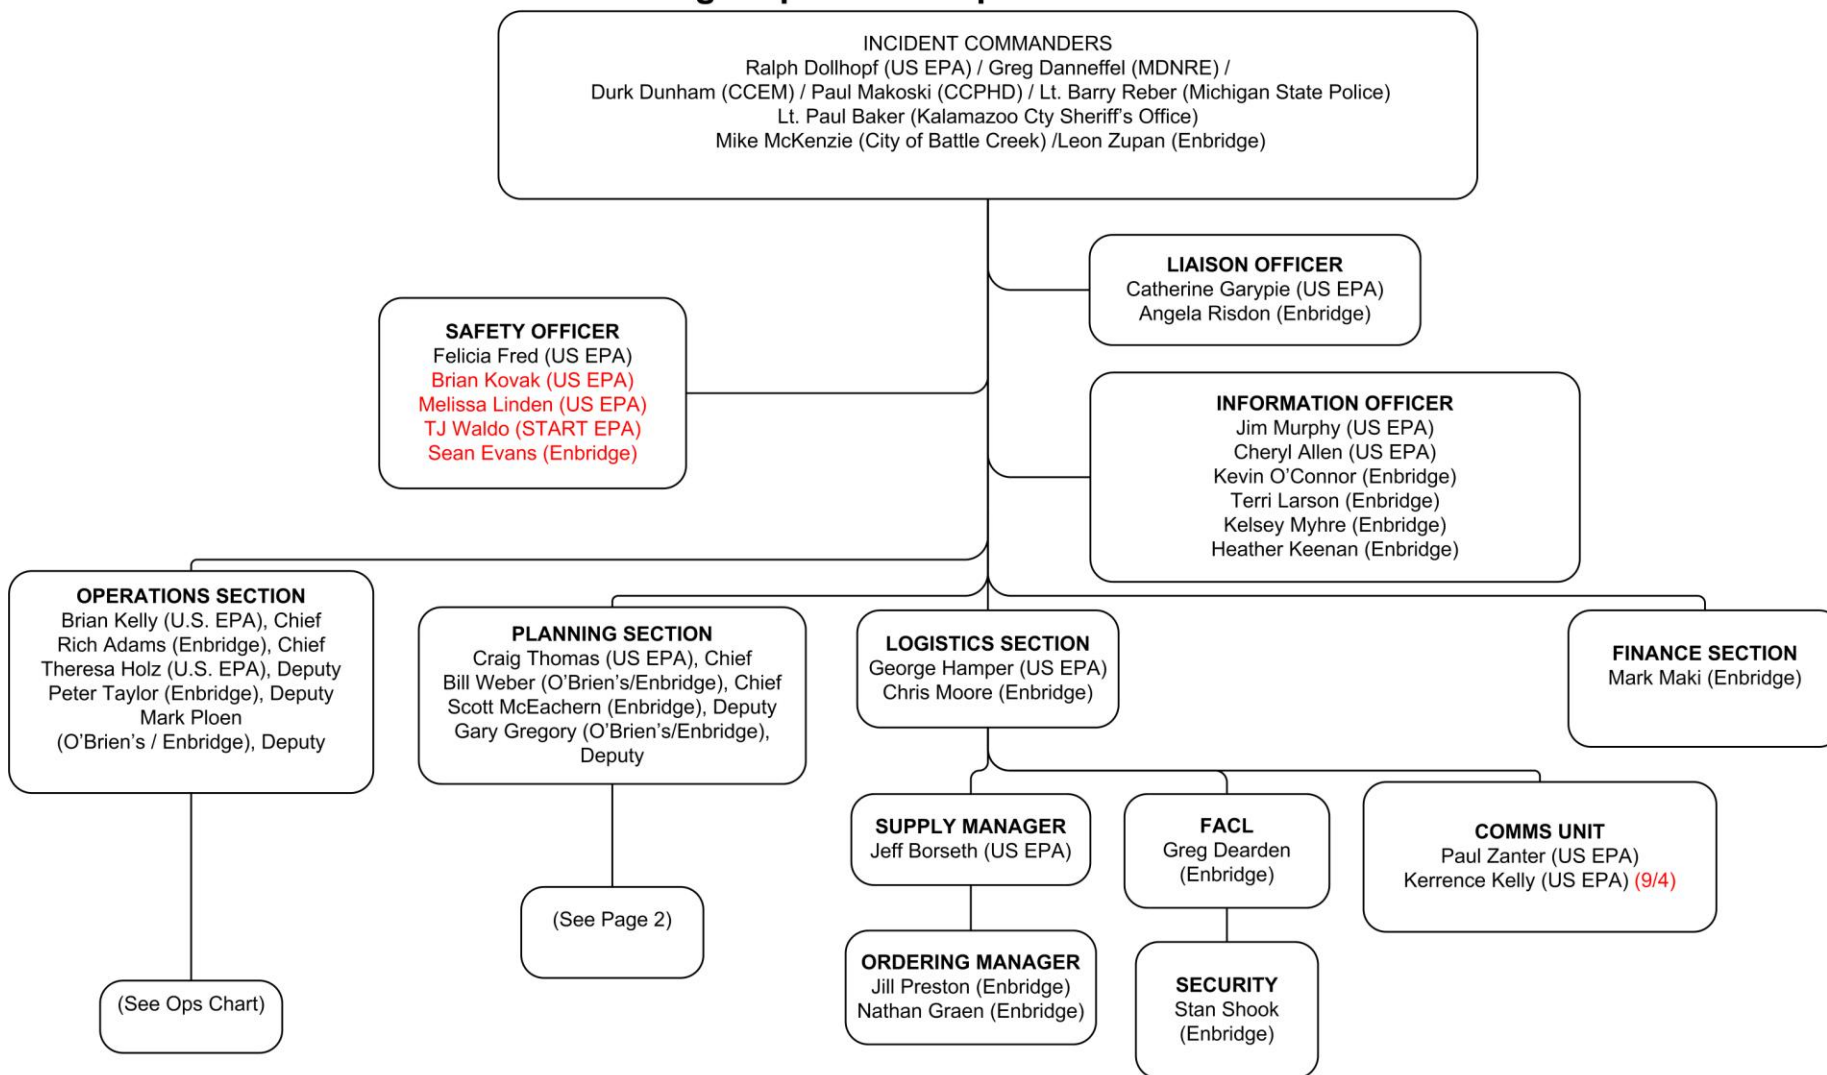 INCIDENT COMMANDERS
Ralph Dollhopf (US EPA) / Greg Danneffel (MDNRE) /
Durk Dunham (CCEM) / Paul Makoski (CCPHD) / Lt. Barry Reber (Michigan State Police)
Lt. Paul Baker (Kalamazoo Cty Sheriff's Office)
Mike McKenzie (City of Battle Creek) /Leon Zupan (Enbridge)
LIAISON OFFICER
Catherine Garypie (US EPA)
Angela Risdon (Enbridge)
SAFETY OFFICER
Felicia Fred (US EPA)
Brian Kovak (US EPA)
Melissa Linden (US EPA)
TJ Waldo (START EPA)
Sean Evans (Enbridge)
INFORMATION OFFICER
Jim Murphy (US EPA)
Cheryl Allen (US EPA)
Kevin O'Connor (Enbridge)
Terri Larson (Enbridge)
Kelsey Myhre (Enbridge)
Heather Keenan (Enbridge)
OPERATIONS SECTION
Brian Kelly (U.S. EPA), Chief
Rich Adams (Enbridge), Chief
Theresa Holz (U.S. EPA), Deputy
Peter Taylor (Enbridge), Deputy
Mark Ploen
(O'Brien's / Enbridge), Deputy
PLANNING SECTION
Craig Thomas (US EPA), Chief
Bill Weber (O'Brien's/Enbridge), Chief
Scott McEachern (Enbridge), Deputy
Gary Gregory (O'Brien's/Enbridge),
Deputy
LOGISTICS SECTION
George Hamper (US EPA)
Chris Moore (Enbridge)
FINANCE SECTION
Mark Maki (Enbridge)
SUPPLY MANAGER
Jeff Borseth (US EPA)
FACL
Greg Dearden
(Enbridge)
COMMS UNIT
Paul Zanter (US EPA)
Kerrence Kelly (US EPA) (9/4)
(See Page 2)
ORDERING MANAGER
Jill Preston (Enbridge)
Nathan Graen (Enbridge)
SECURITY
Stan Shook
(Enbridge)
(See Ops Chart)